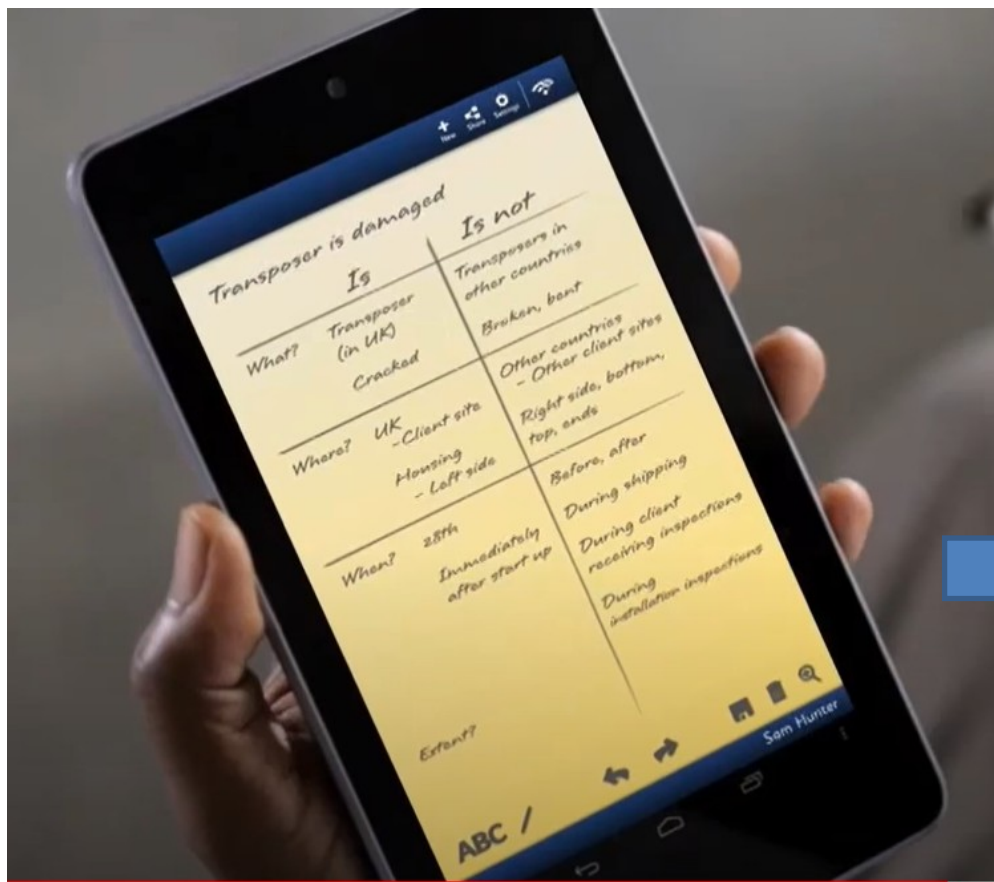 New Share Settings
Transposer is damaged
Is
Is not
What?
Transposer
(in UK)
Cracked
Transposers in
other countries
Broken, bent
Where?
UK
-Client site
Housing
- Left side
Other countries
- Other client sites
Right side, bottom,
top, ends
When?
28th
Immediately
after start up
Before, after
During shipping
During client
receiving inspections
During
installation inspections
Extent?
ABC
Sam Hunter